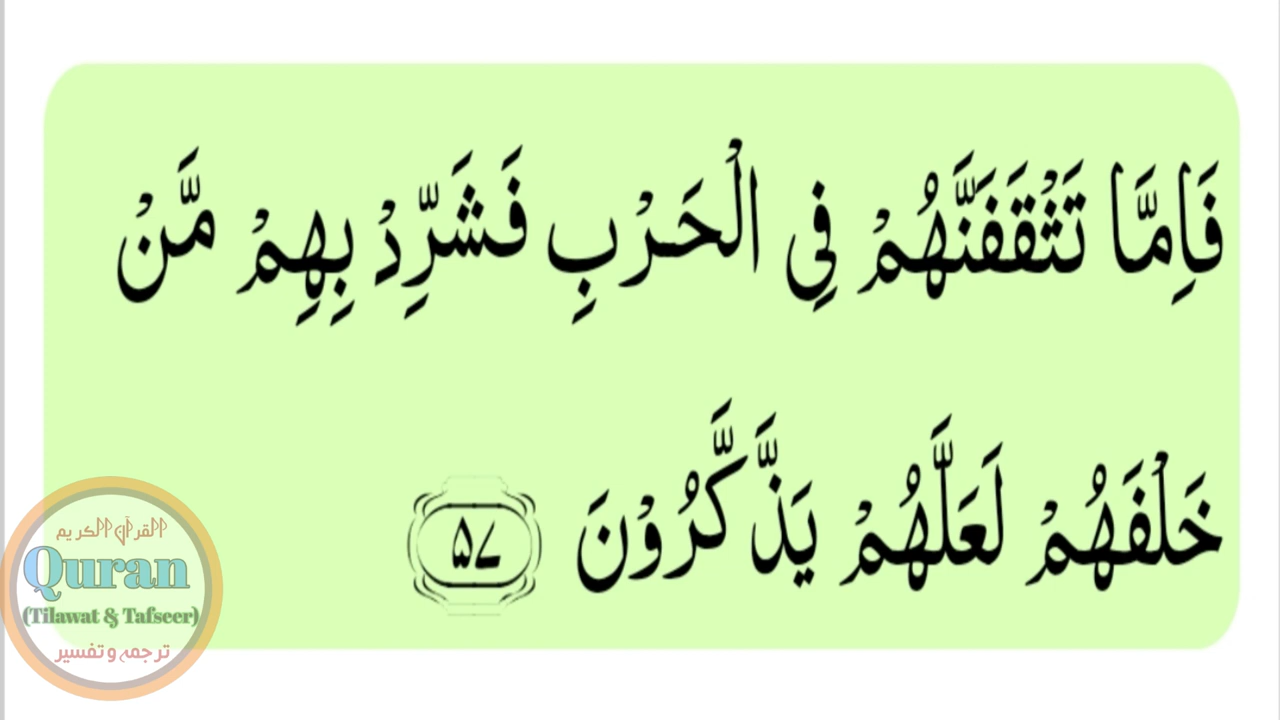 فَاِمَّا تَثْقَفَنَّهُمْ فِی الْحَرْبِ فَشَرِّدْ بِهِمْ مَّنْ
خَلْفَهُمْ لَعَلَّهُمْ يَذَّكَّرُوْنَ ۵۷
القرآن الكريم
Quran
(Tilawat & Tafseer)
ترجمہ و تفسیر